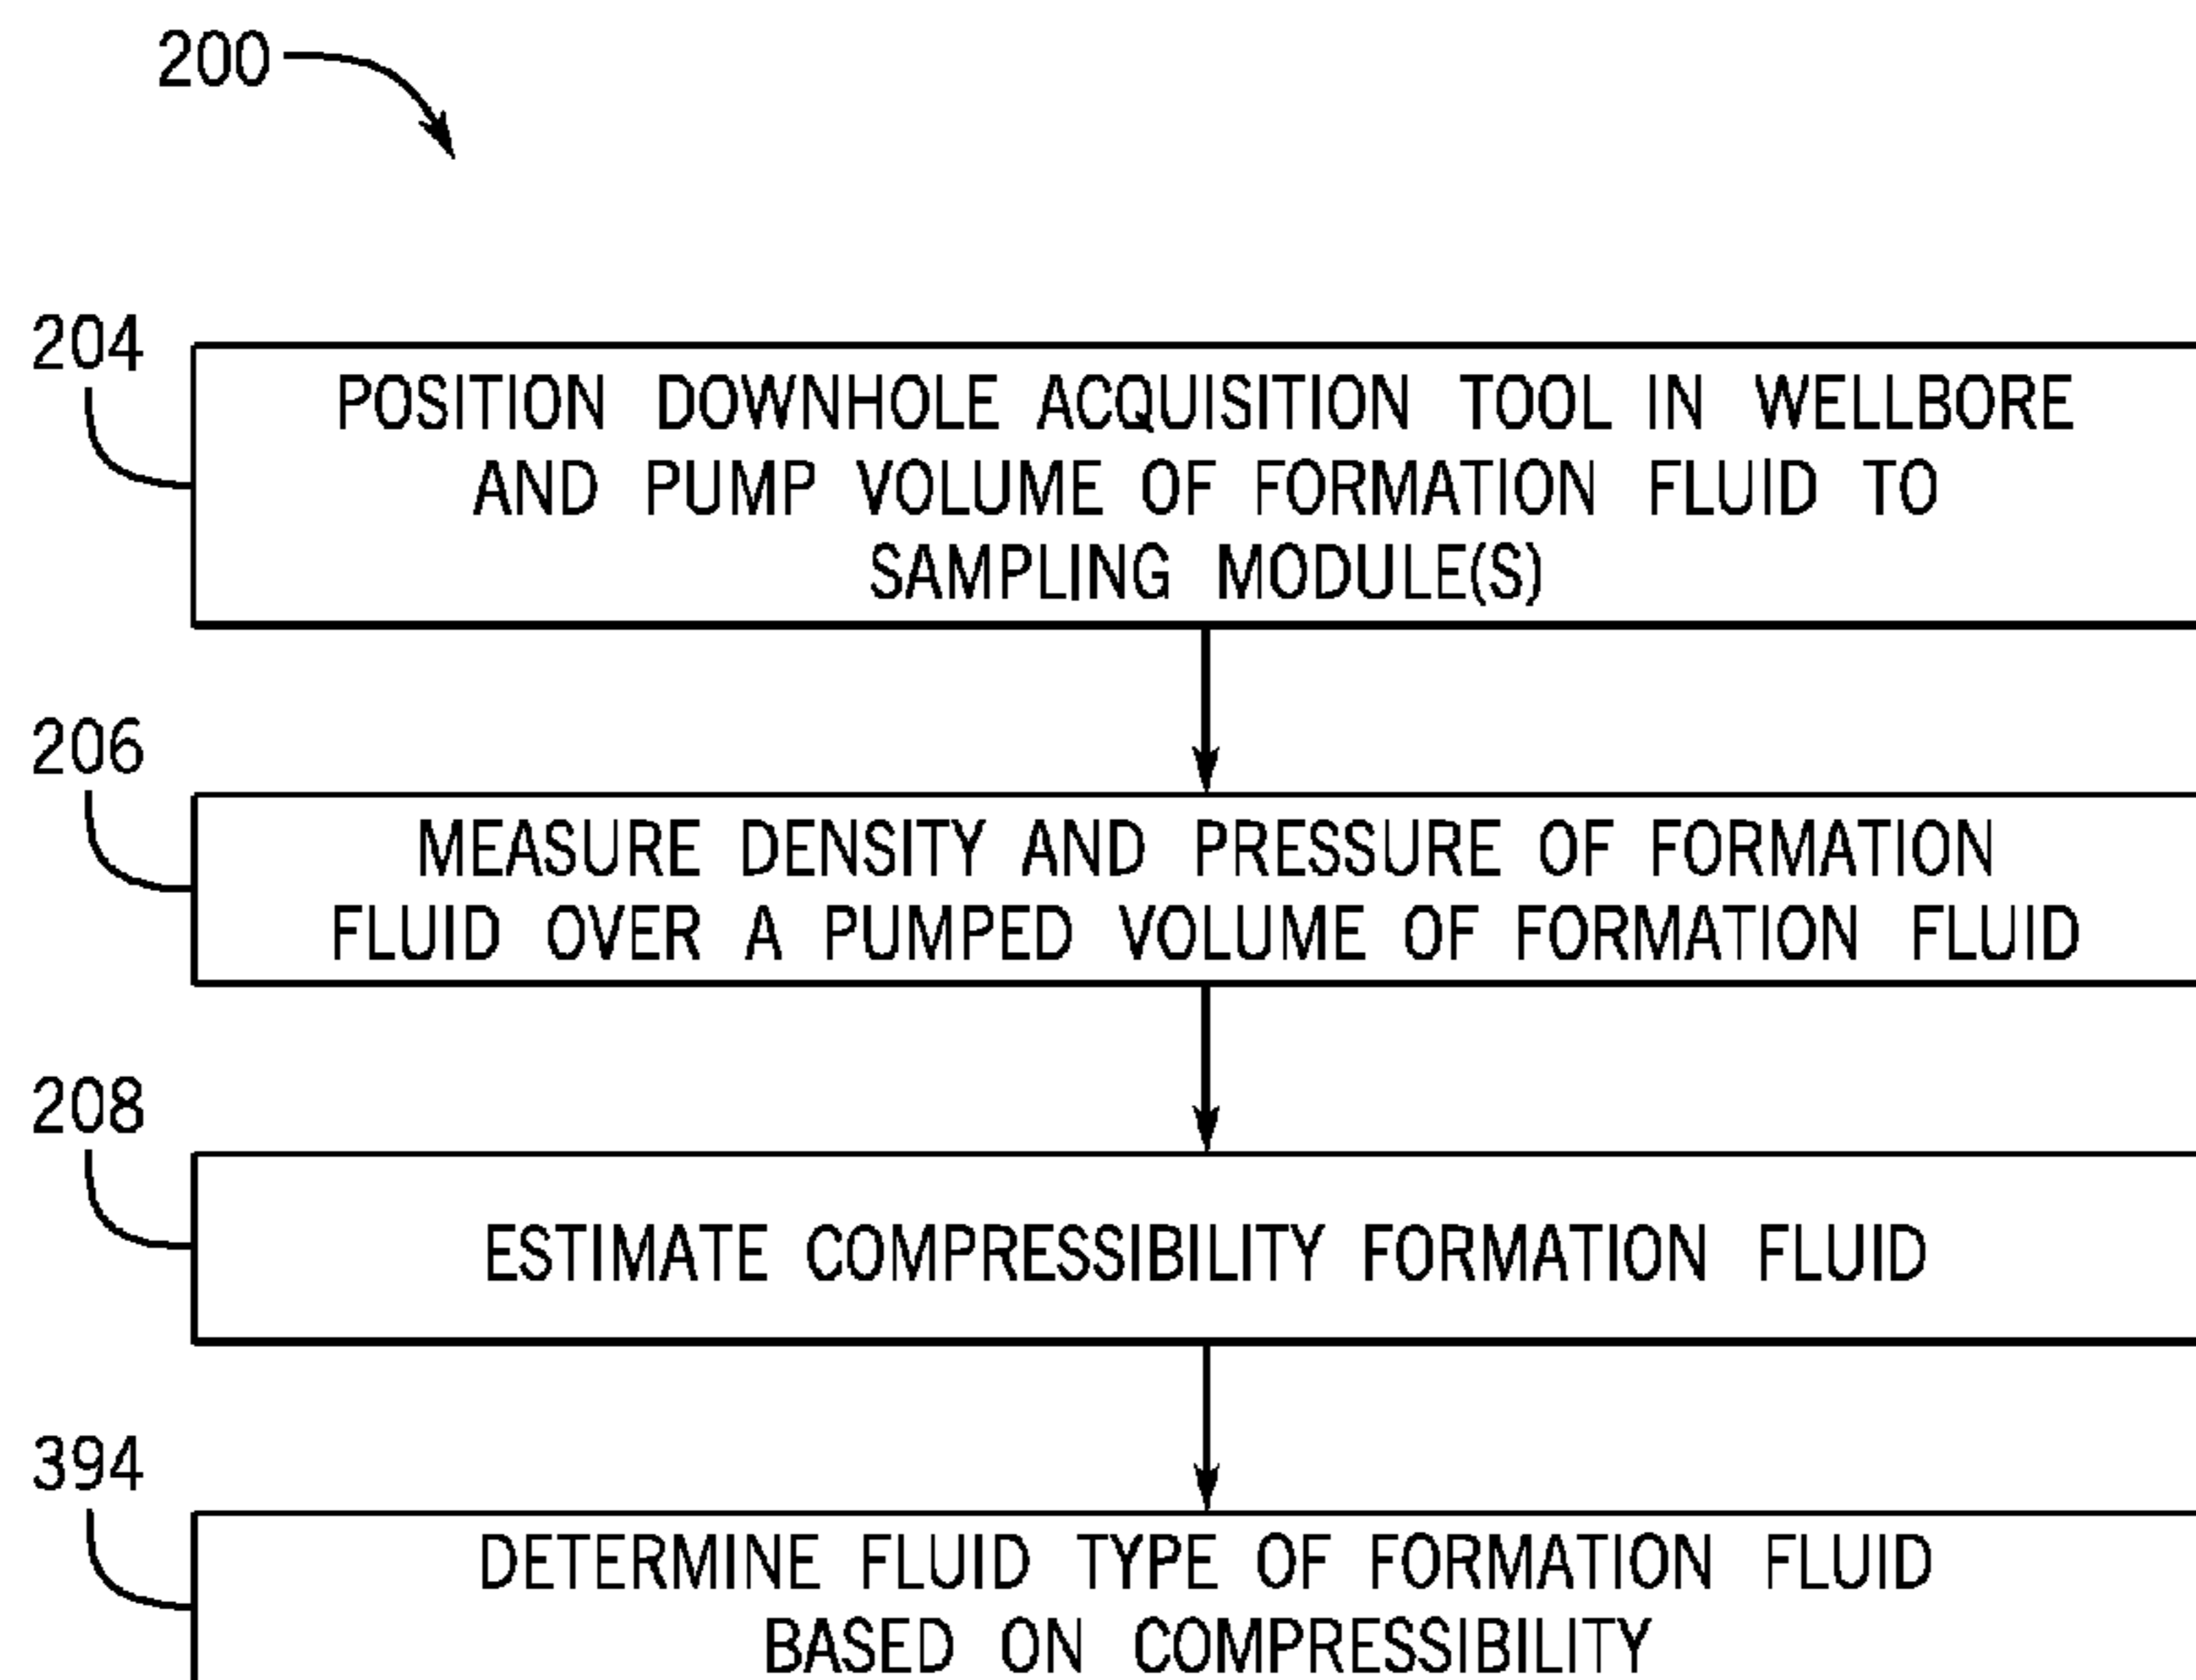 200
204
POSITION DOWNHOLE ACQUISITION TOOL IN WELLBORE
AND PUMP VOLUME OF FORMATION FLUID TO
SAMPLING MODULE(S)
206
MEASURE DENSITY AND PRESSURE OF FORMATION
FLUID OVER A PUMPED VOLUME OF FORMATION FLUID
208
ESTIMATE COMPRESSIBILITY FORMATION FLUID
394
DETERMINE FLUID TYPE OF FORMATION FLUID
BASED ON COMPRESSIBILITY